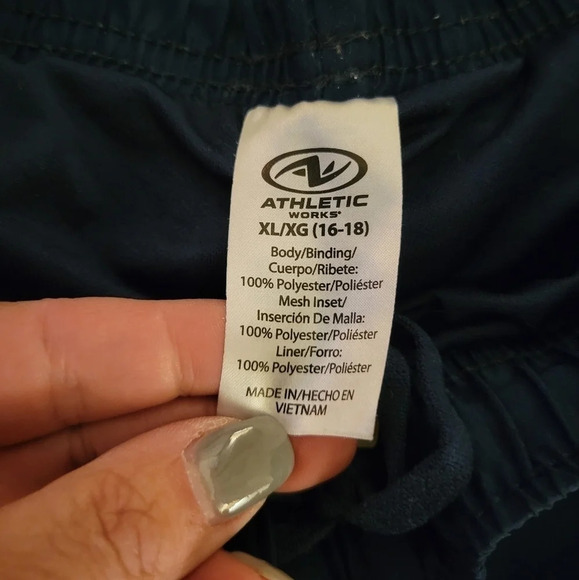 ATHLETIC
WORKS
XL/XG (16-18)
Body/Binding/
Cuerpo/Ribete:
100% Polyester/Poliéster
Mesh Inset/
Inserción De Malla:
100% Polyester/Poliéster
Liner/Forro:
100% Polyester/Poliéster
MADE IN/HECHO EN
VIETNAM